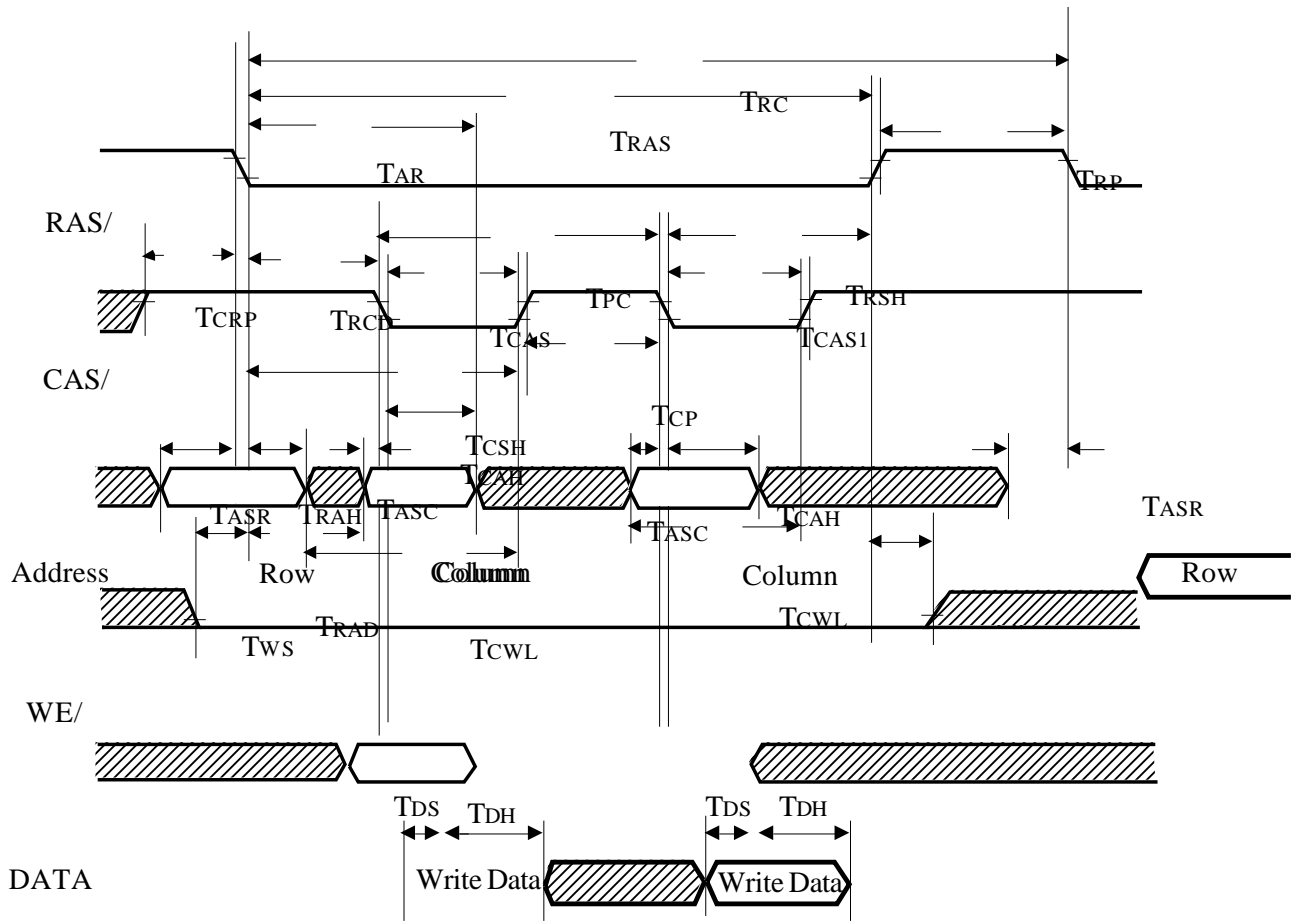 TRC
TRAS
TAR
TRP
RAS/
TPC
TRSH
TCRP
TRCD
TCAS
TCAS1
CAS/
TCP
TCSH
TCAH
TASR
TRAH
TASC
TASC
TCAH
TASR
Address
Row
Column
Column
Row
TRAD
TCWL
TWS
TCWL
WE/
TDS
TDH
TDS
TDH
DATA
Write Data
Write Data